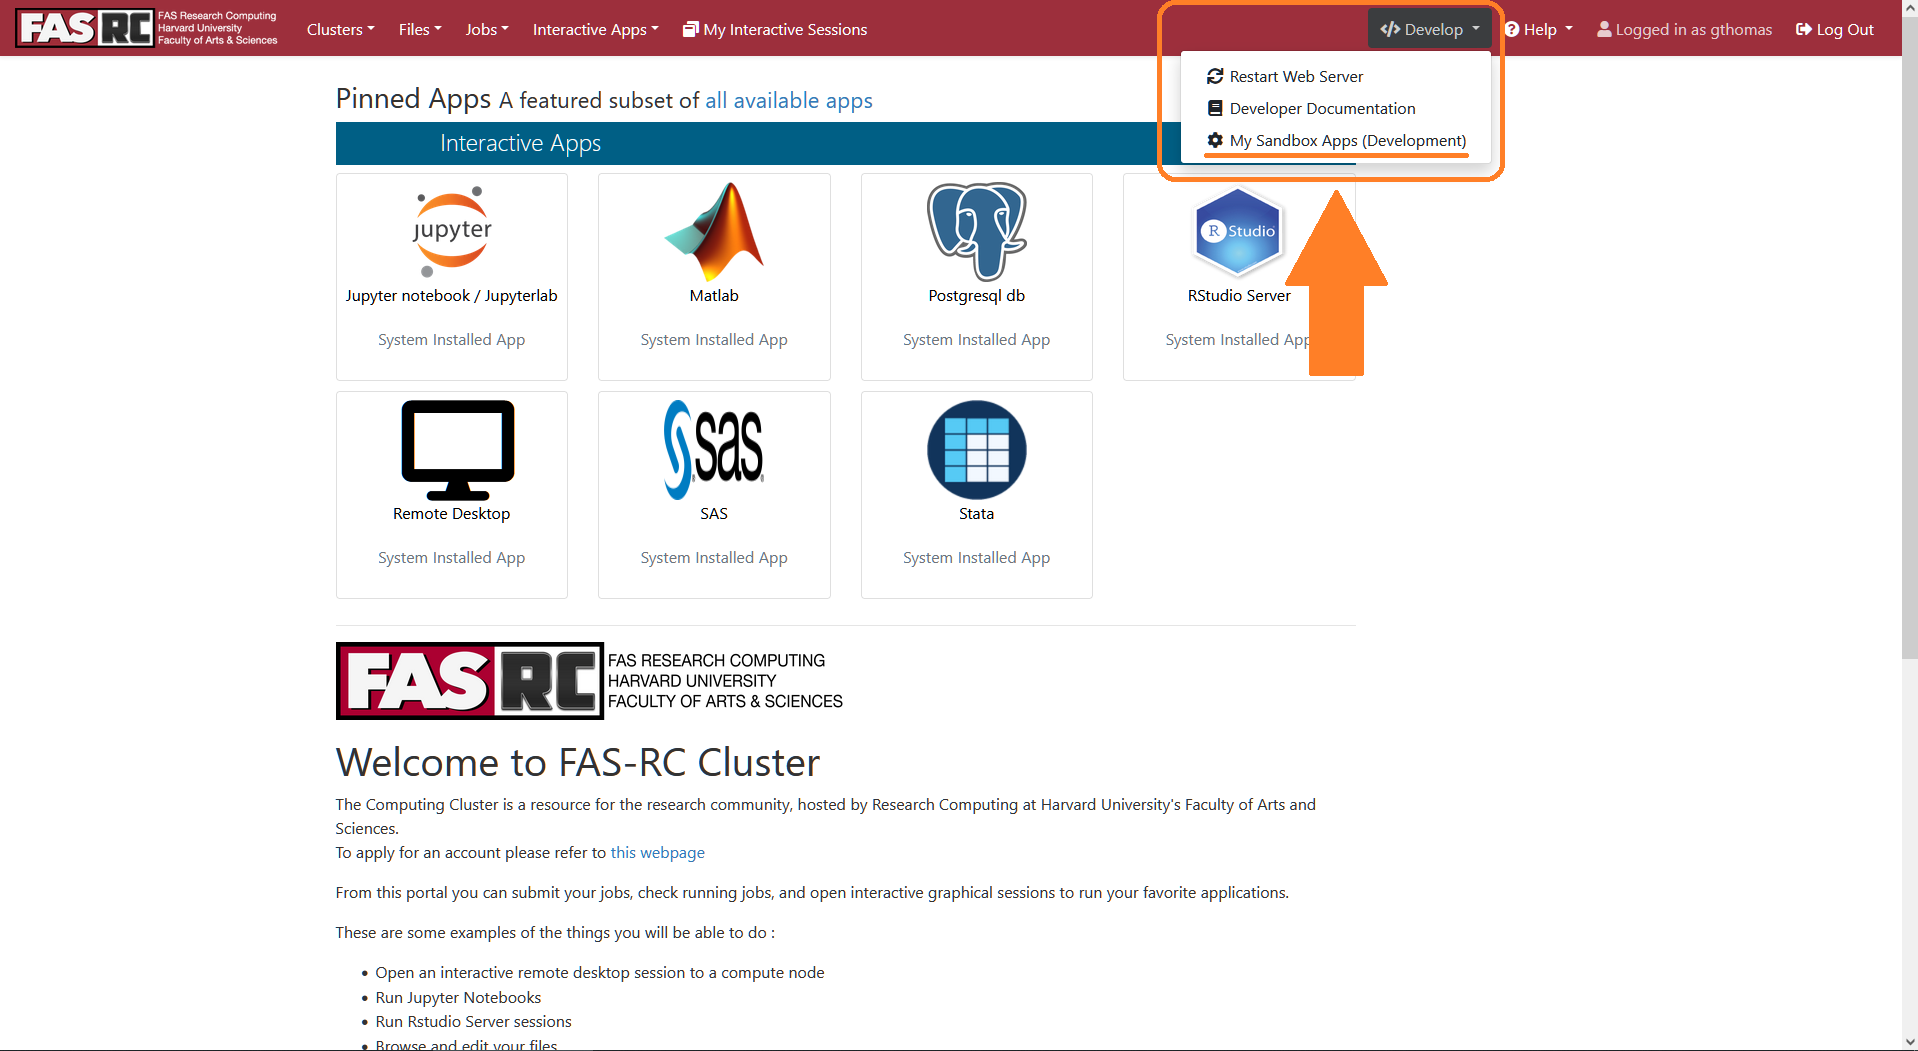 FASRC
FAS Research Computing
Harvard University
Faculty of Arts & Sciences
Clusters Files Jobs Interactive Apps My Interactive Sessions </> Develop Help Logged in as gthomas Log Out
Restart Web Server
Developer Documentation
My Sandbox Apps (Development)
Pinned Apps A featured subset of all available apps
Interactive Apps
jupyter
R Studio
Jupyter notebook / Jupyterlab Matlab Postgresql db RStudio Server
System Installed App System Installed App System Installed App System Installed App
sas
Remote Desktop SAS Stata
System Installed App System Installed App System Installed App
FASRC
FAS RESEARCH COMPUTING
HARVARD UNIVERSITY
FACULTY OF ARTS & SCIENCES
Welcome to FAS-RC Cluster
The Computing Cluster is a resource for the research community, hosted by Research Computing at Harvard University's Faculty of Arts and
Sciences.
To apply for an account please refer to this webpage
From this portal you can submit your jobs, check running jobs, and open interactive graphical sessions to run your favorite applications.
These are some examples of the things you will be able to do :
• Open an interactive remote desktop session to a compute node
• Run Jupyter Notebooks
• Run Rstudio Server sessions
• Browse and edit your files